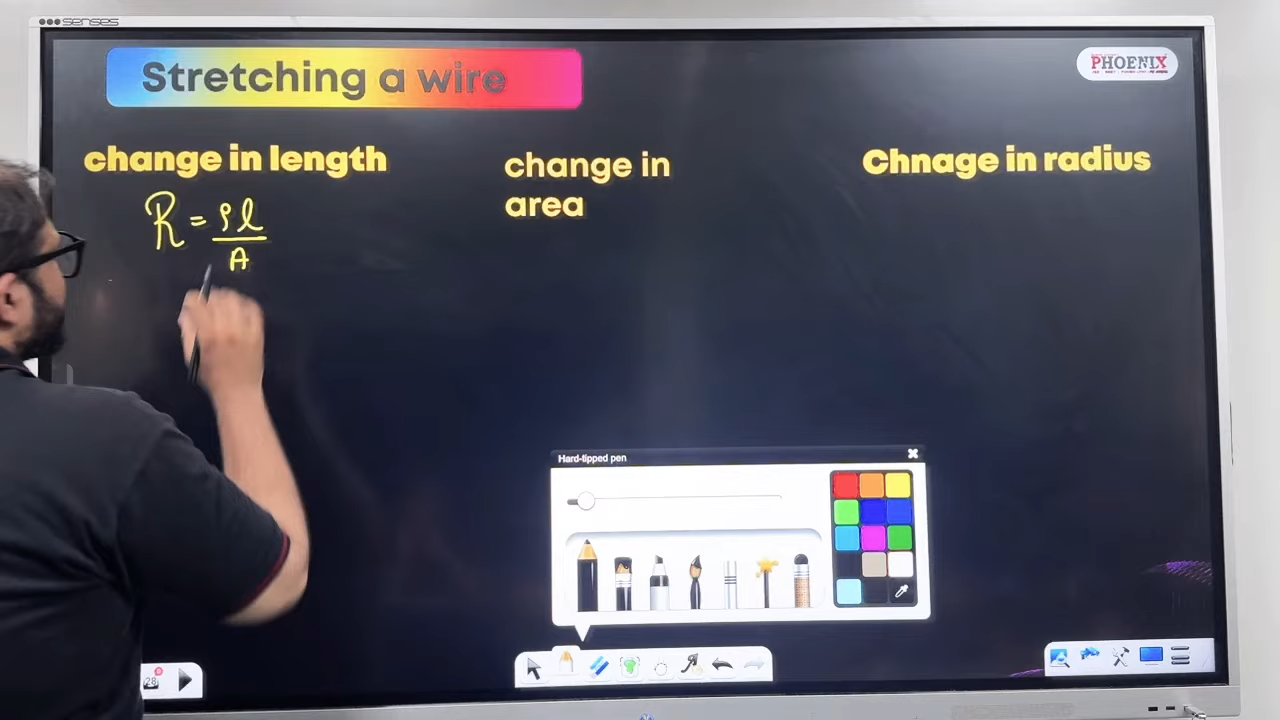 senses
Stretching a wire
PHOENIX
change in length
change in
area
Chnage in radius
R = ρl
A
Hard-tipped pen